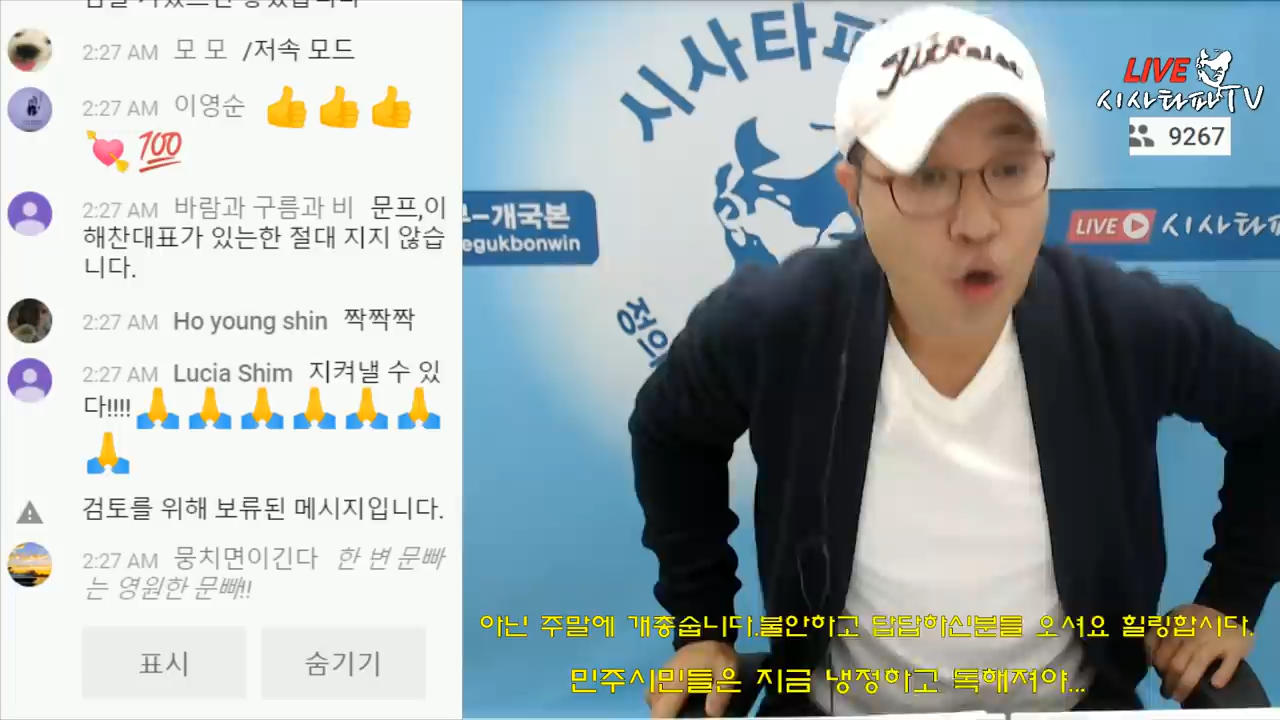 2:27 AM 모 모 /저속 모드
2:27 AM 이영순 👍👍👍
💘💯
2:27 AM 바람과 구름과 비 문프,이
해찬대표가 있는한 절대 지지 않습
니다.
2:27 AM Ho young shin 짝짝짝
2:27 AM Lucia Shim 지켜낼 수 있
다!!!! 🙏🙏🙏🙏🙏🙏
🙏
검토를 위해 보류된 메시지입니다.
2:27 AM 뭉치면이긴다 한 변 문빠
는 영원한 문빠!!
표시 숨기기
시사타파
-개국본
egukbonwin
정의
LIVE
시사타파TV
9267
LIVE 시사타파
아닌 주말에 개총습니다.불안하고 답답하신분들 오셔요 힐링합시다.
민주시민들은 지금 냉정하고 독해져야...